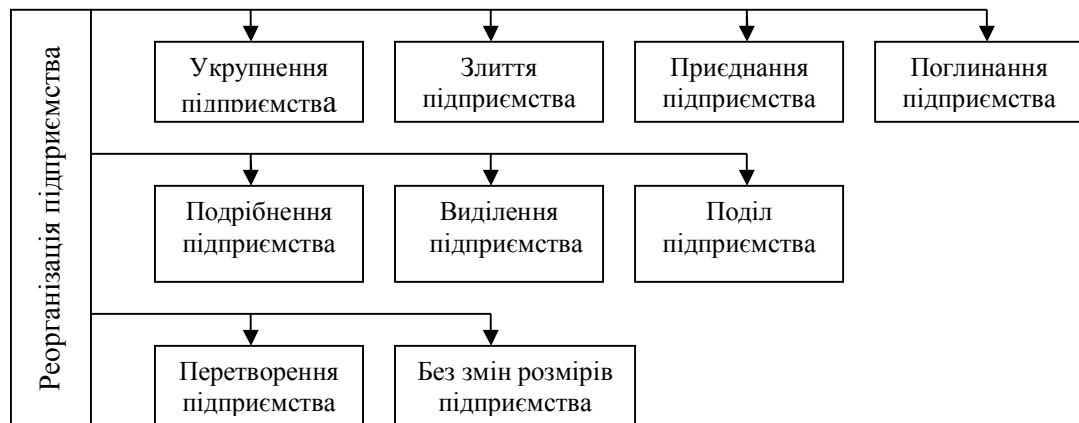 Реорганізація підприємства
Укрупнення
підприємства
Злиття
підприємства
Приєднання
підприємства
Поглинання
підприємства
Подрібнення
підприємства
Виділення
підприємства
Поділ
підприємства
Перетворення
підприємства
Без змін розмірів
підприємства